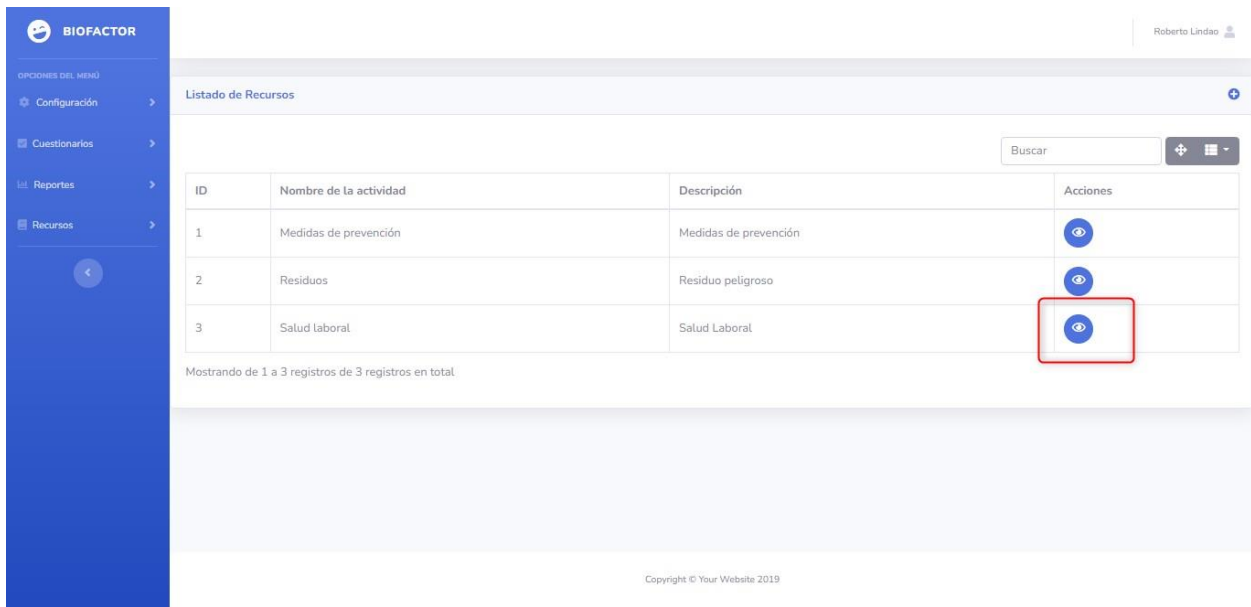 BIOFACTOR
Roberto Lindao
OPCIONES DEL MENÚ
Configuración
Cuestionarios
Reportes
Recursos
Listado de Recursos
Buscar
ID Nombre de la actividad Descripción Acciones
1 Medidas de prevención Medidas de prevención
2 Residuos Residuo peligroso
3 Salud laboral Salud Laboral
Mostrando de 1 a 3 registros de 3 registros en total
Copyright © Your Website 2019